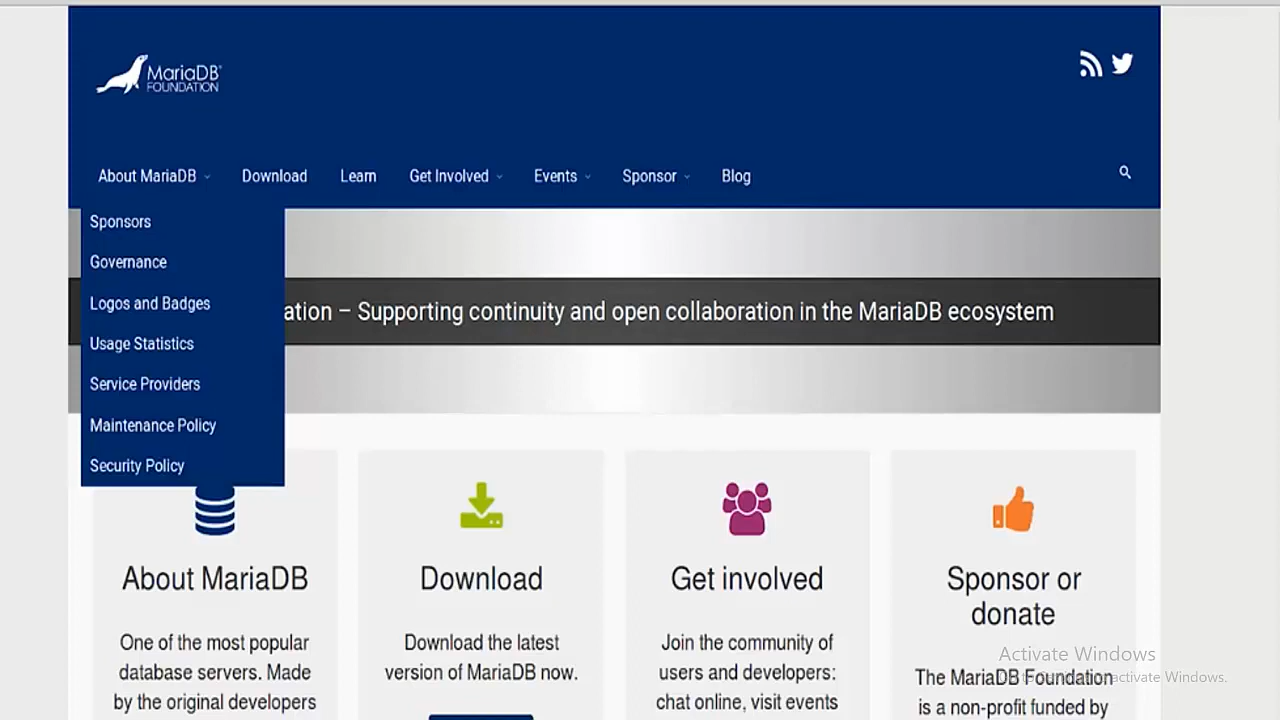 MariaDB
FOUNDATION
About MariaDB
Download
Learn
Get Involved
Events
Sponsor
Blog
Sponsors
Governance
Logos and Badges
Usage Statistics
Service Providers
Maintenance Policy
Security Policy
ation – Supporting continuity and open collaboration in the MariaDB ecosystem
About MariaDB
One of the most popular
database servers. Made
by the original developers
Download
Download the latest
version of MariaDB now.
Get involved
Join the community of
users and developers:
chat online, visit events
Sponsor or
donate
The MariaDB Foundation
is a non-profit funded by
Activate Windows
activate Windows.